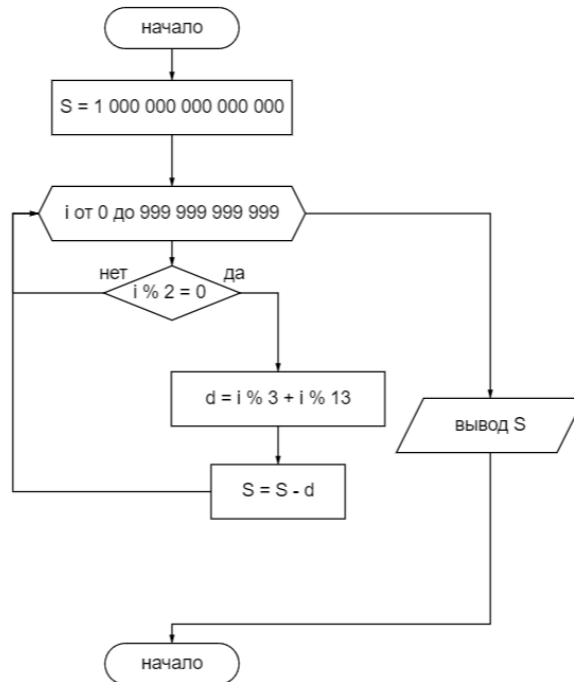 начало
S = 1 000 000 000 000 000
i от 0 до 999 999 999 999
нет
да
i % 2 = 0
d = i % 3 + i % 13
вывод S
S = S - d
начало